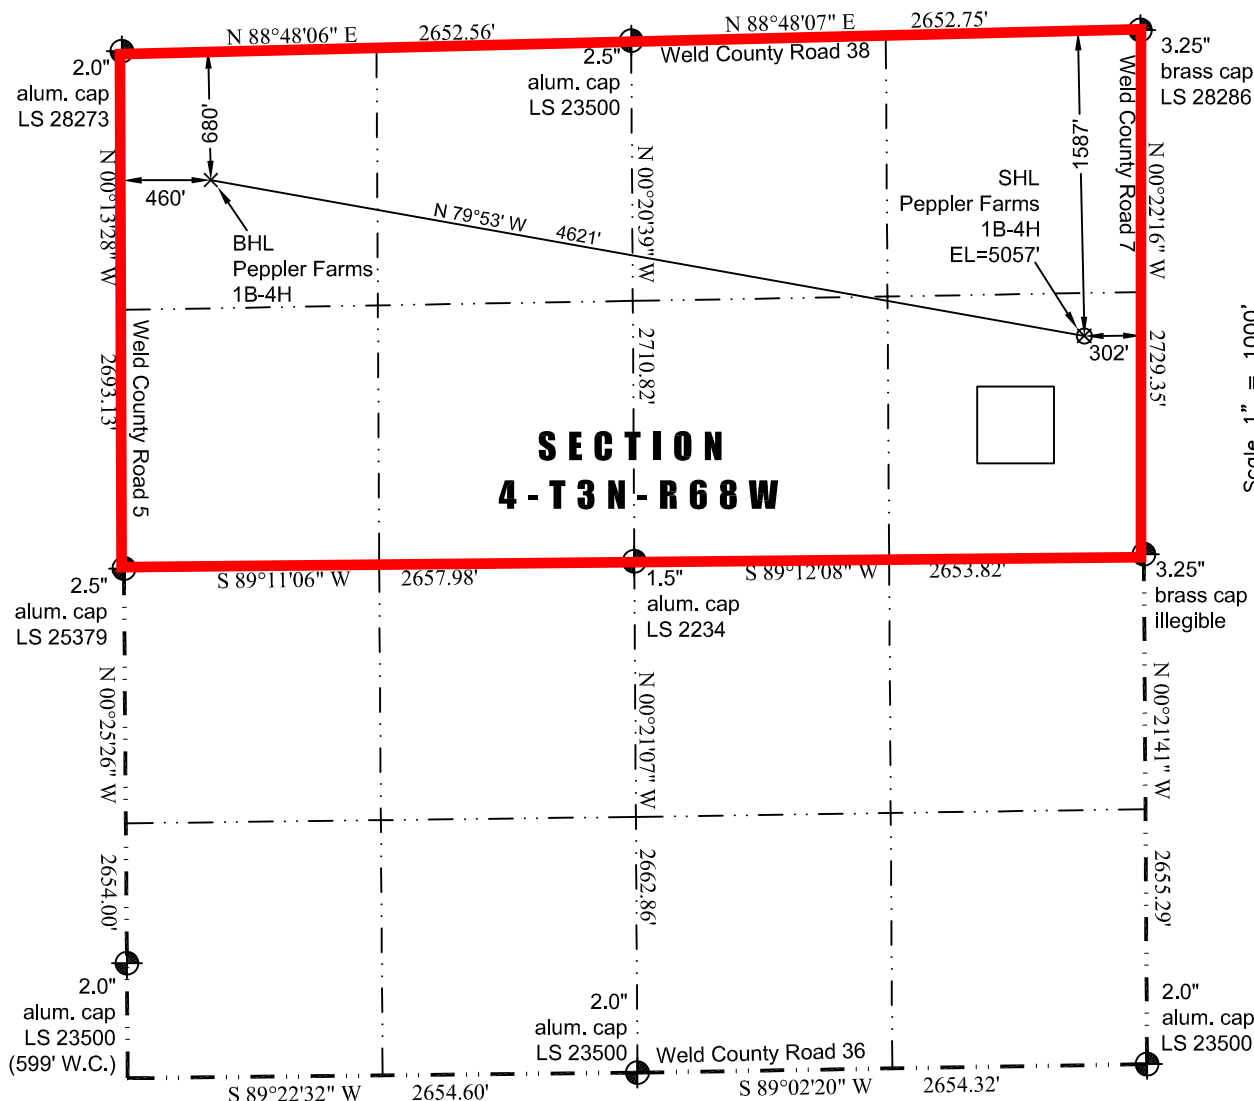 N 88°48'06" E 2652.56'
N 88°48'07" E 2652.75'
Weld County Road 38
2.0"
alum. cap
LS 28273
2.5"
alum. cap
LS 23500
3.25"
brass cap
LS 28286
Weld County Road 7
680'
460'
1587'
302'
N 00°13'28" W 2693.13'
N 00°20'39" W 2710.82'
N 00°22'16" W 2729.35'
BHL
Peppler Farms
1B-4H
N 79°53' W 4621'
SHL
Peppler Farms
1B-4H
EL=5057'
Scale 1" = 1000'
Weld County Road 5
SECTION
4-T3N-R68W
S 89°11'06" W 2657.98'
S 89°12'08" W 2653.82'
2.5"
alum. cap
LS 25379
1.5"
alum. cap
LS 2234
3.25"
brass cap
illegible
N 00°25'26" W 2654.00'
N 00°21'07" W 2662.86'
N 00°21'41" W 2655.29'
2.0"
alum. cap
LS 23500
(599' W.C.)
2.0"
alum. cap
LS 23500
2.0"
alum. cap
LS 23500
Weld County Road 36
S 89°22'32" W 2654.60'
S 89°02'20" W 2654.32'